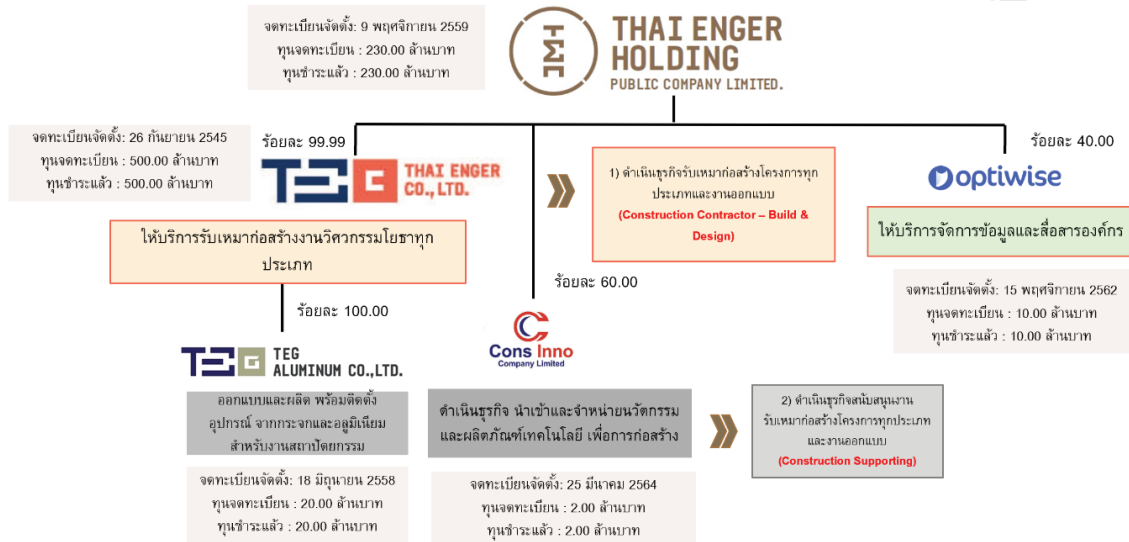 จดทะเบียนจัดตั้ง: 9 พฤศจิกายน 2559
ทุนจดทะเบียน : 230.00 ล้านบาท
ทุนชำระแล้ว : 230.00 ล้านบาท
THAI ENGER
HOLDING
PUBLIC COMPANY LIMITED.
จดทะเบียนจัดตั้ง: 26 กันยายน 2545
ทุนจดทะเบียน : 500.00 ล้านบาท
ทุนชำระแล้ว : 500.00 ล้านบาท
ร้อยละ 99.99
TEG
THAI ENGER
CO., LTD.
ให้บริการรับเหมาก่อสร้างงานวิศวกรรมโยธาทุก
ประเภท
1) ดำเนินธุรกิจรับเหมาก่อสร้างโครงการทุก
ประเภทและงานออกแบบ
(Construction Contractor – Build &
Design)
ร้อยละ 40.00
optiwise
ให้บริการจัดการข้อมูลและสื่อสารองค์กร
จดทะเบียนจัดตั้ง: 15 พฤศจิกายน 2562
ทุนจดทะเบียน : 10.00 ล้านบาท
ทุนชำระแล้ว : 10.00 ล้านบาท
ร้อยละ 100.00
TEG
TEG
ALUMINUM CO.,LTD.
ออกแบบและผลิต พร้อมติดตั้ง
อุปกรณ์ จากกระจกและอลูมิเนียม
สำหรับงานสถาปัตยกรรม
จดทะเบียนจัดตั้ง: 18 มิถุนายน 2558
ทุนจดทะเบียน : 20.00 ล้านบาท
ทุนชำระแล้ว : 20.00 ล้านบาท
ร้อยละ 60.00
Cons Inno
Company Limited
ดำเนินธุรกิจ นำเข้าและจำหน่ายนวัตกรรม
และผลิตภัณฑ์เทคโนโลยี เพื่อการก่อสร้าง
จดทะเบียนจัดตั้ง: 25 มีนาคม 2564
ทุนจดทะเบียน : 2.00 ล้านบาท
ทุนชำระแล้ว : 2.00 ล้านบาท
2) ดำเนินธุรกิจสนับสนุนงาน
รับเหมาก่อสร้างโครงการทุกประเภท
และงานออกแบบ
(Construction Supporting)